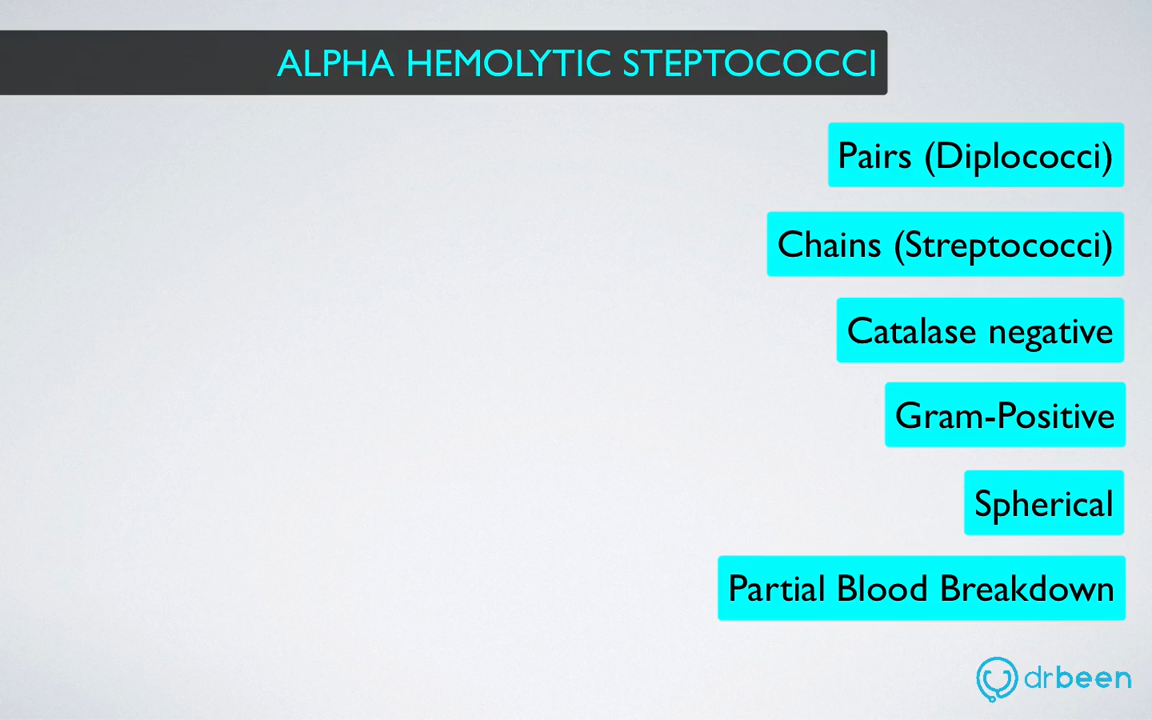 ALPHA HEMOLYTIC STEPTOCOCCI
Pairs (Diplococci)
Chains (Streptococci)
Catalase negative
Gram-Positive
Spherical
Partial Blood Breakdown
drbeen